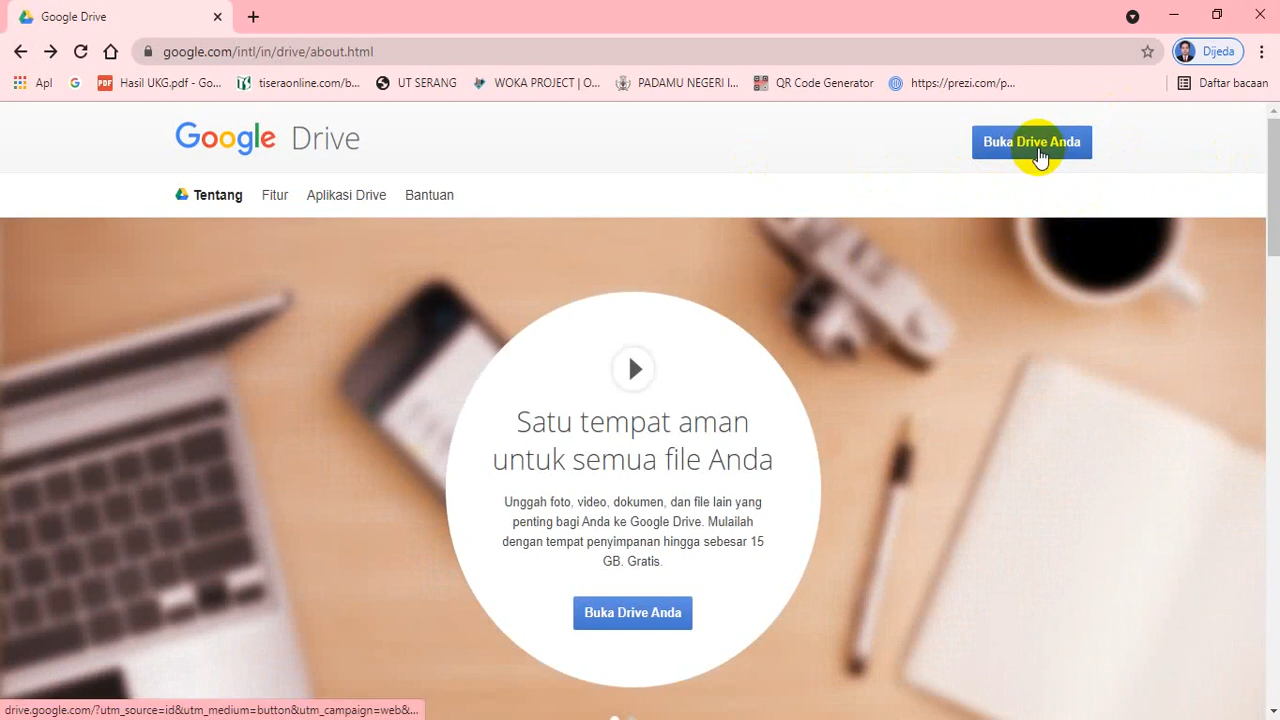 Google Drive
google.com/intl/in/drive/about.html
Dijeda
Apl
Hasil UKG.pdf - Go...
tiseraonline.com/b...
UT SERANG
WOKA PROJECT | O...
PADAMU NEGERI |...
QR Code Generator
https://prezi.com/p...
Daftar bacaan
Google Drive
Buka Drive Anda
Tentang
Fitur
Aplikasi Drive
Bantuan
Satu tempat aman
untuk semua file Anda
Unggah foto, video, dokumen, dan file lain yang
penting bagi Anda ke Google Drive. Mulailah
dengan tempat penyimpanan hingga sebesar 15
GB. Gratis.
Buka Drive Anda
drive.google.com/?utm_source=id&utm_medium=button&utm_campaign=web&...